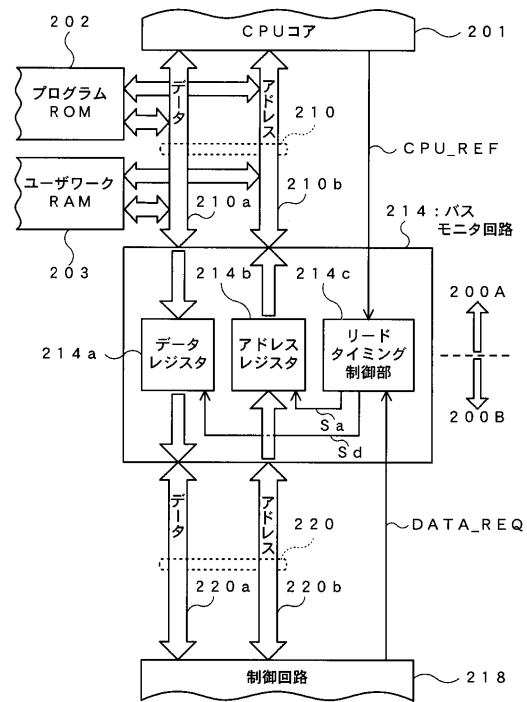 202
CPUコア
201
プログラム
ROM
データ
アドレス
210
CPU_REF
ユーザワーク
RAM
210a
210b
214:バス
モニタ回路
203
214b
214c
200A
214a
データ
レジスタ
アドレス
レジスタ
リード
タイミング
制御部
Sa
200B
Sd
データ
アドレス
220
DATA_REQ
220a
220b
制御回路
218